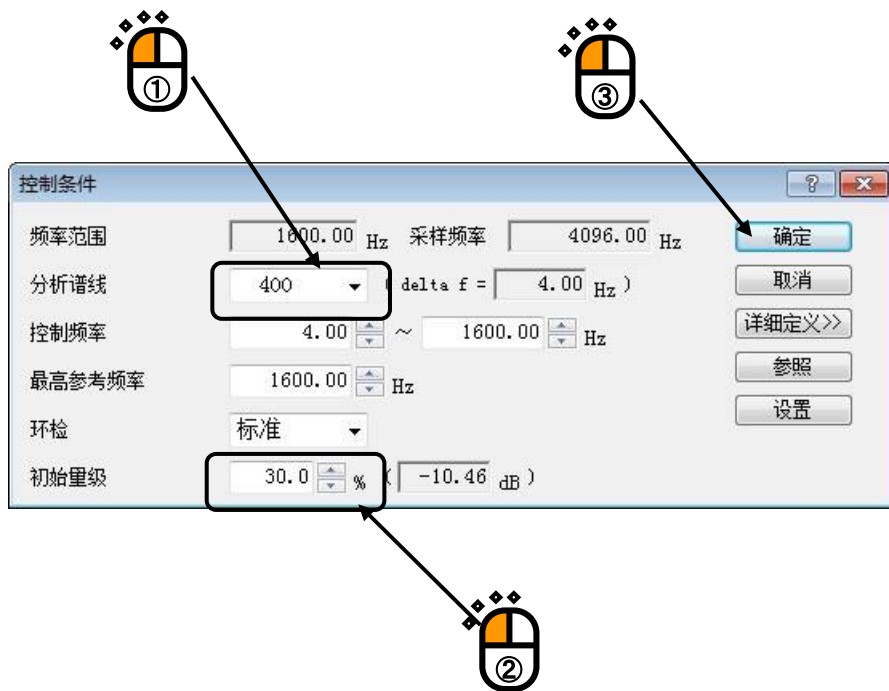 ①
③
控制条件
频率范围 1600.00 Hz 采样频率 4096.00 Hz 确定
分析谱线 400 ( delta f = 4.00 Hz ) 取消
控制频率 4.00 ~ 1600.00 Hz 详细定义>>
最高参考频率 1600.00 Hz 参照
环检 标准 设置
初始量级 30.0 % ( -10.46 dB )
②